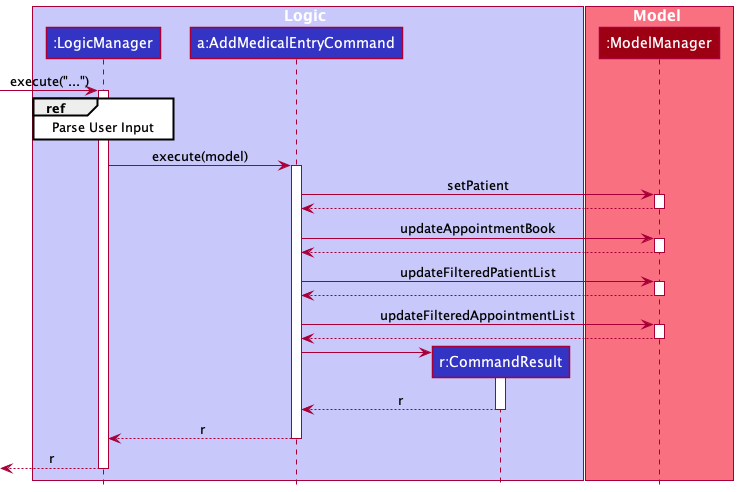 Logic
Model
:LogicManager
a:AddMedicalEntryCommand
:ModelManager
execute("...")
ref
Parse User Input
execute(model)
setPatient
updateAppointmentBook
updateFilteredPatientList
updateFilteredAppointmentList
r:CommandResult
r
r
r